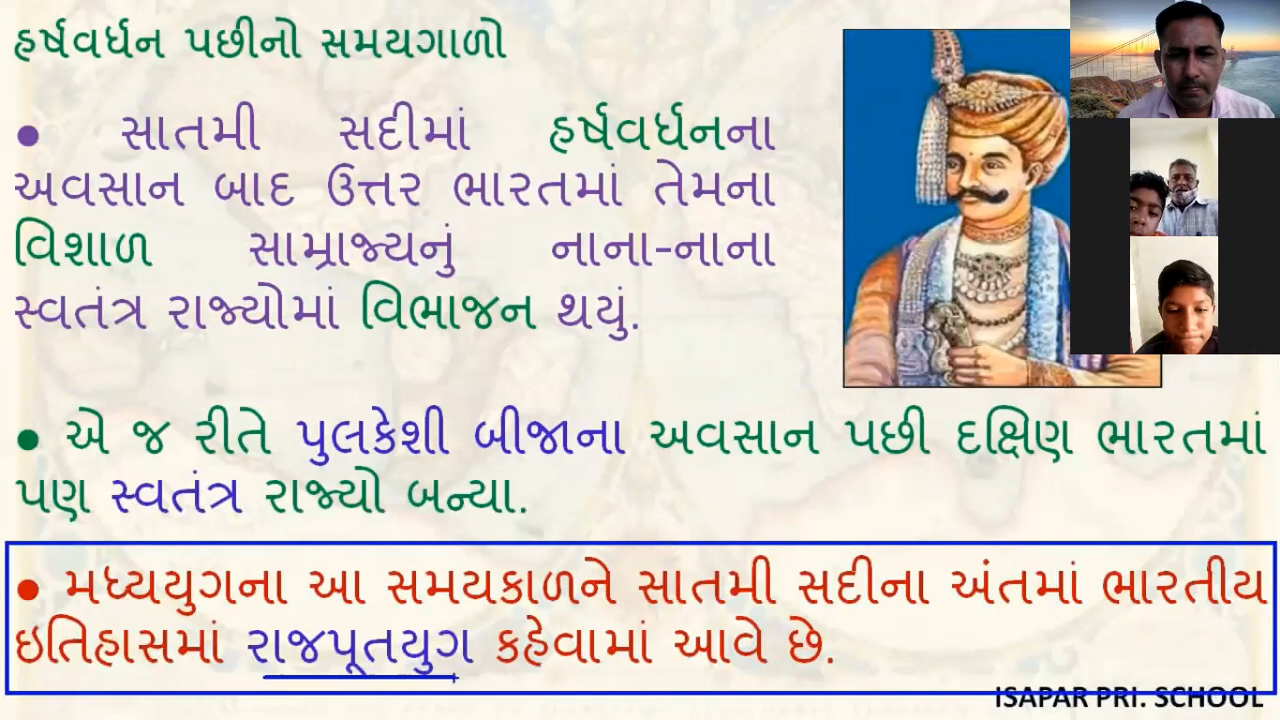 હર્ષવર્ધન પછીનો સમયગાળો
● સાતમી સદીમાં હર્ષવર્ધનના
અવસાન બાદ ઉત્તર ભારતમાં તેમના
વિશાળ સામ્રાજ્યનું નાના-નાના
સ્વતંત્ર રાજ્યોમાં વિભાજન થયું.
● એ જ રીતે પુલકેશી બીજાના અવસાન પછી દક્ષિણ ભારતમાં
પણ સ્વતંત્ર રાજ્યો બન્યા.
● મધ્યયુગના આ સમયકાળને સાતમી સદીના અંતમાં ભારતીય
ઇતિહાસમાં રાજપૂતયુગ કહેવામાં આવે છે.
ISAPAR PRI. SCHOOL